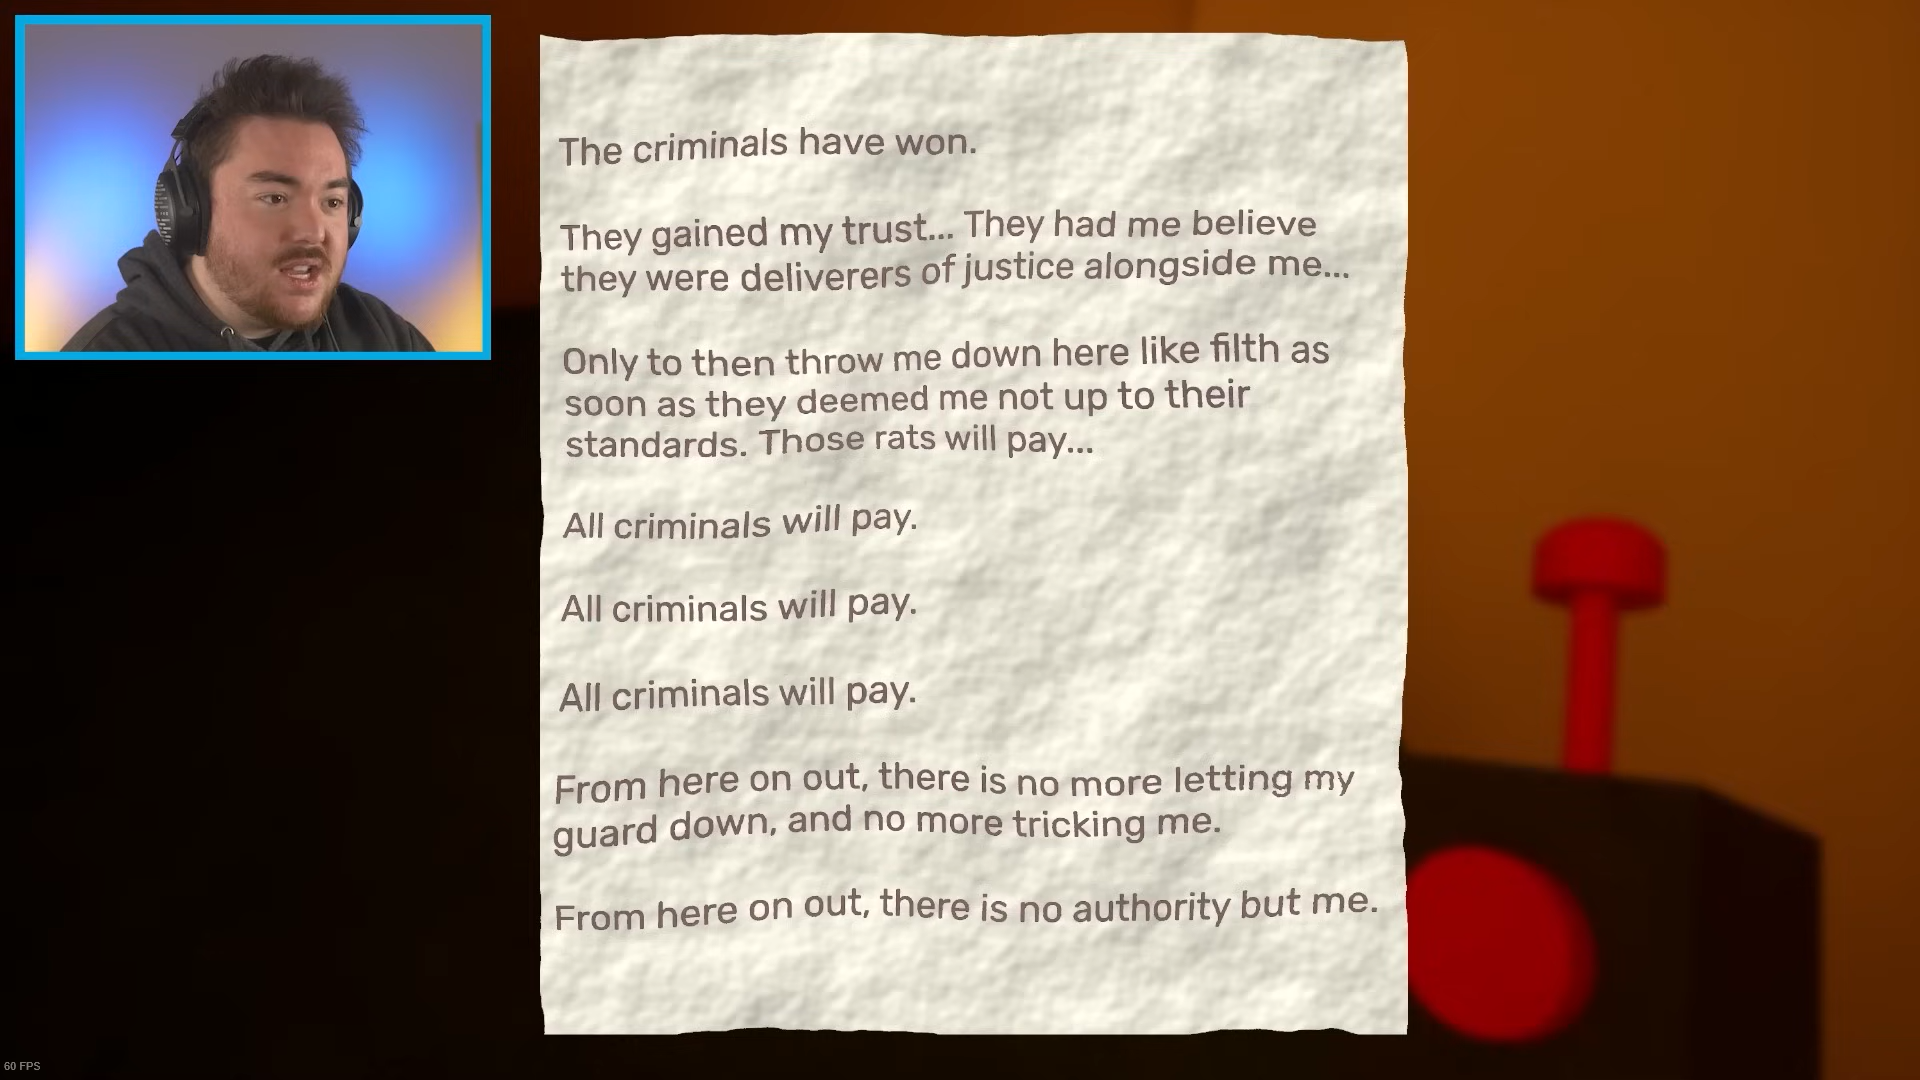 The criminals have won.
They gained my trust... They had me believe
they were deliverers of justice alongside me...
Only to then throw me down here like filth as
soon as they deemed me not up to their
standards. Those rats will pay...
All criminals will pay.
All criminals will pay.
All criminals will pay.
From here on out, there is no more letting my
guard down, and no more tricking me.
From here on out, there is no authority but me.
60 FPS